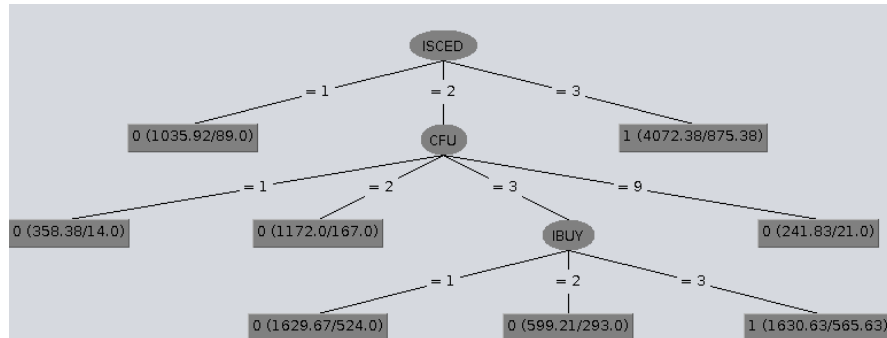 ISCED
= 1 = 2 = 3
0 (1035.92/89.0) CFU 1 (4072.38/875.38)
= 1 = 2 = 3 = 9
0 (358.38/14.0) 0 (1172.0/167.0) IBUY 0 (241.83/21.0)
= 1 = 2 = 3
0 (1629.67/524.0) 0 (599.21/293.0) 1 (1630.63/565.63)